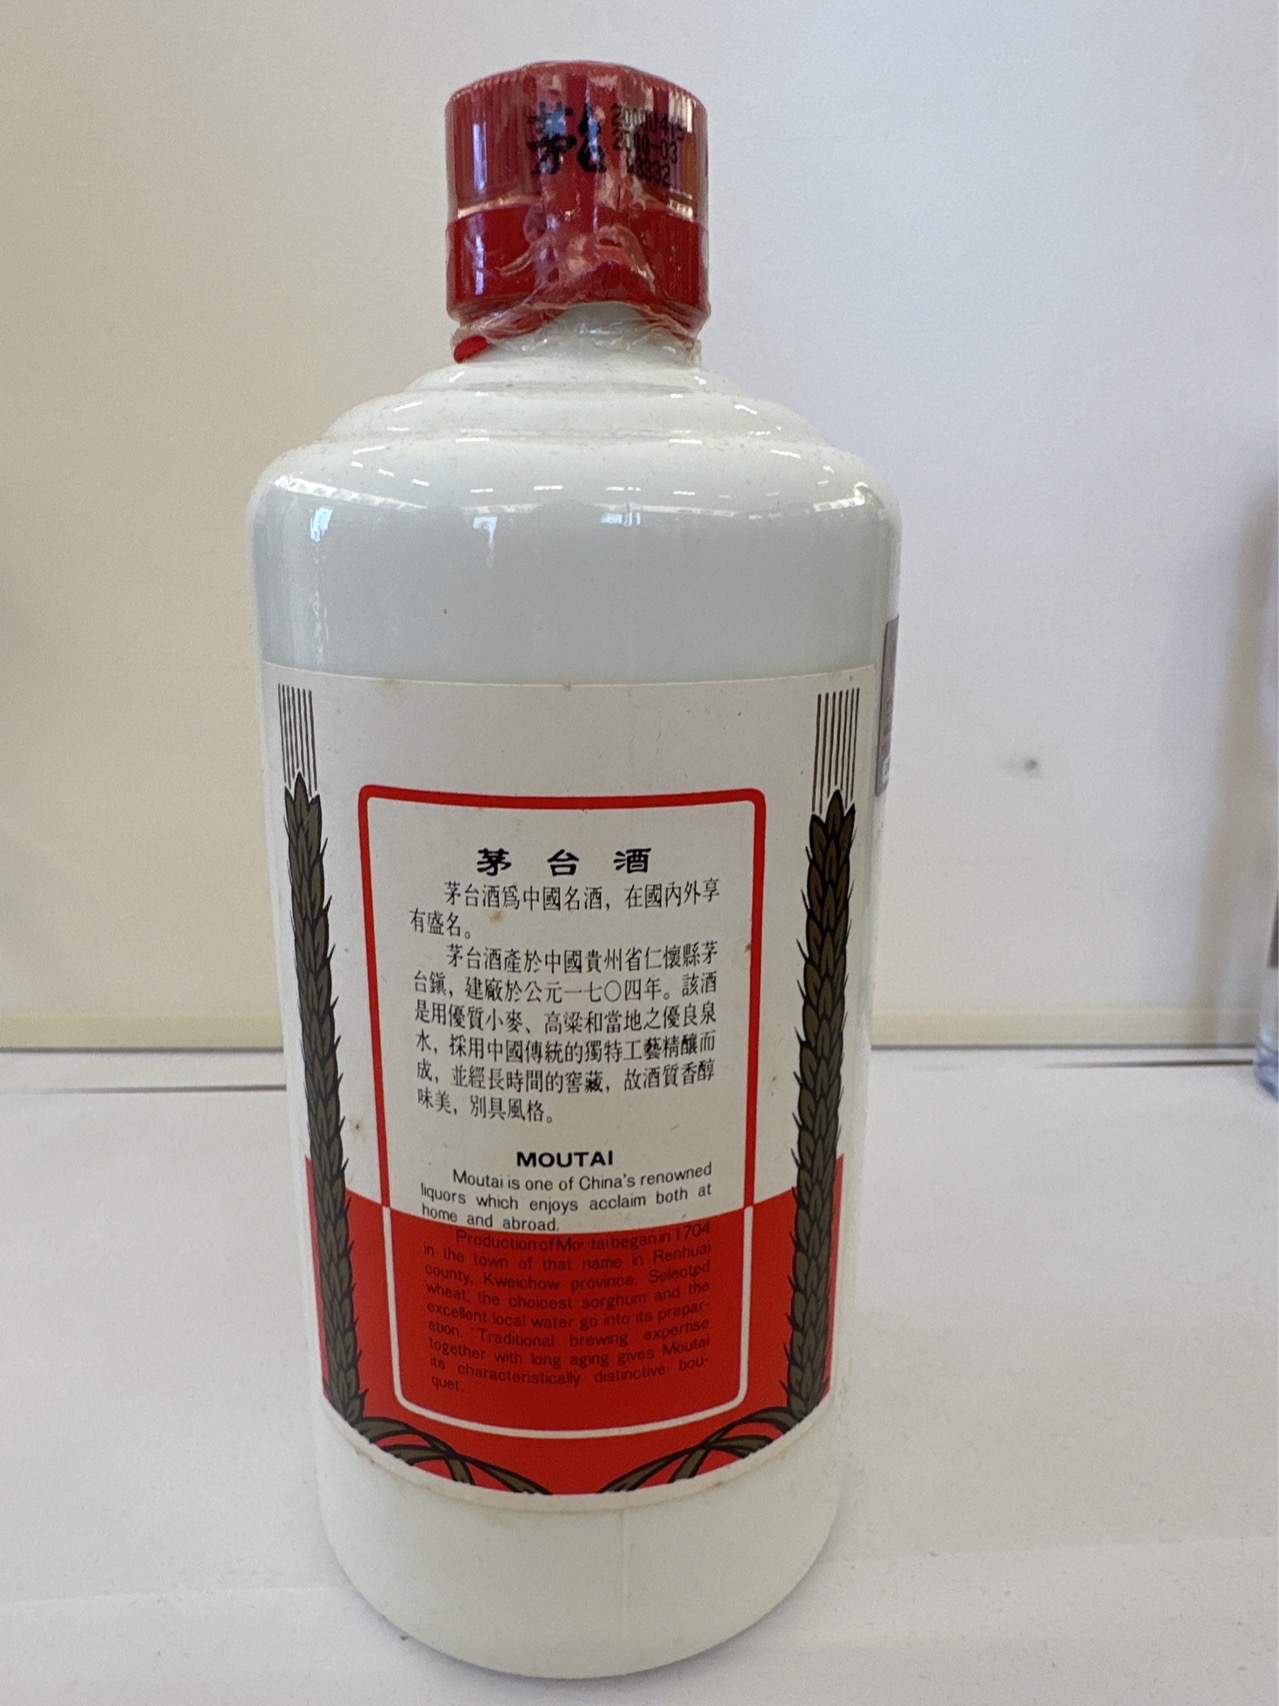 茅台
2000-03
茅台酒
茅台酒爲中國名酒，在國內外享
有盛名。
茅台酒產於中國貴州省仁懷縣茅
台鎮，建廠於公元一七〇四年。該酒
是用優質小麥、高粱和當地之優良泉
水，採用中國傳統的獨特工藝精釀而
成，並經長時間的窖藏，故酒質香醇
味美，別具風格。
MOUTAI
Moutai is one of China's renowned
liquors which enjoys acclaim both at
home and abroad.
Production of Moutai began in 1704
in the town of that name in Renhuai
county, Kweichow province. Selected
wheat, the choicest sorghum and the
excellent local water go into its prepar-
ation. Traditional brewing expertise
together with long aging gives Moutai
its characteristically distinctive bou-
quet.